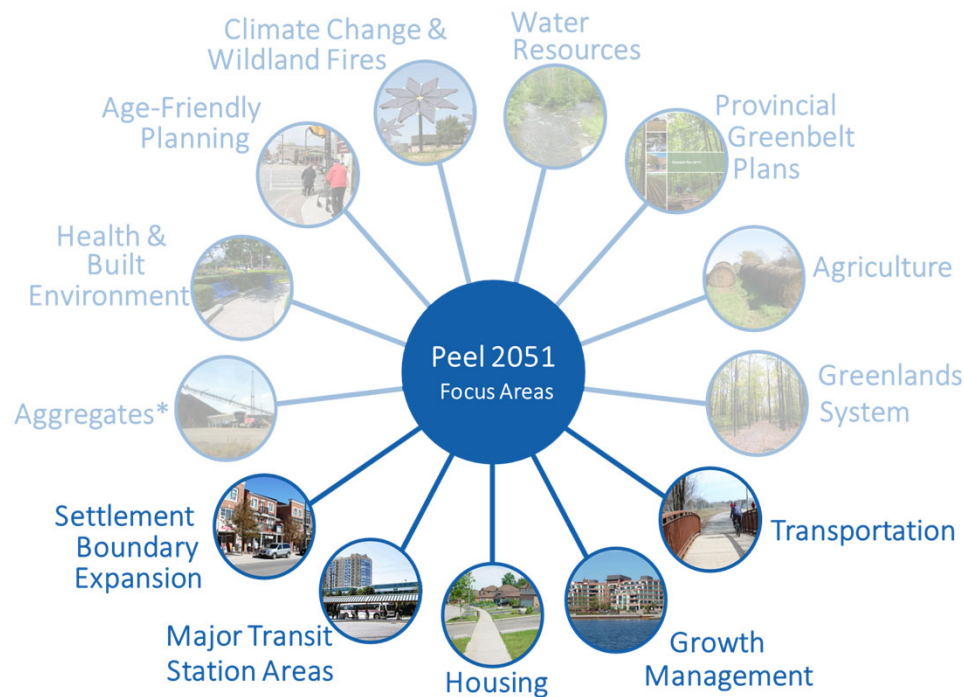 Climate Change &
Wildland Fires
Water
Resources
Age-Friendly
Planning
Provincial
Greenbelt
Plans
Health &
Built
Environment
Agriculture
Peel 2051
Focus Areas
Aggregates*
Greenlands
System
Settlement
Boundary
Expansion
Transportation
Major Transit
Station Areas
Housing
Growth
Management